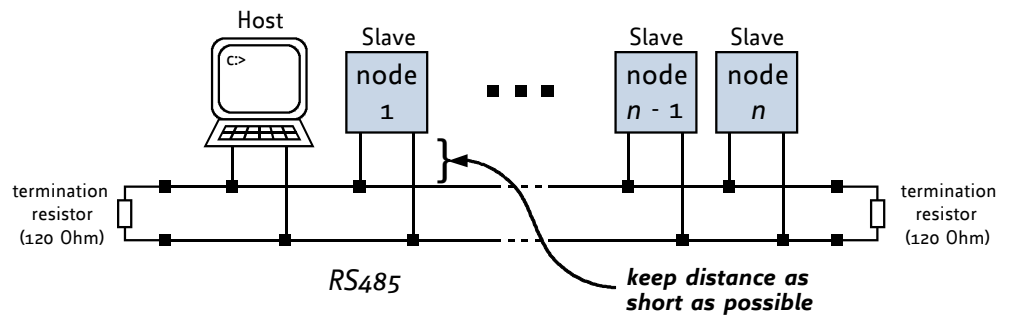 Host
C:>
Slave
node
1
Slave
node
n - 1
Slave
node
n
termination
resistor
(120 Ohm)
termination
resistor
(120 Ohm)
RS485
keep distance as
short as possible